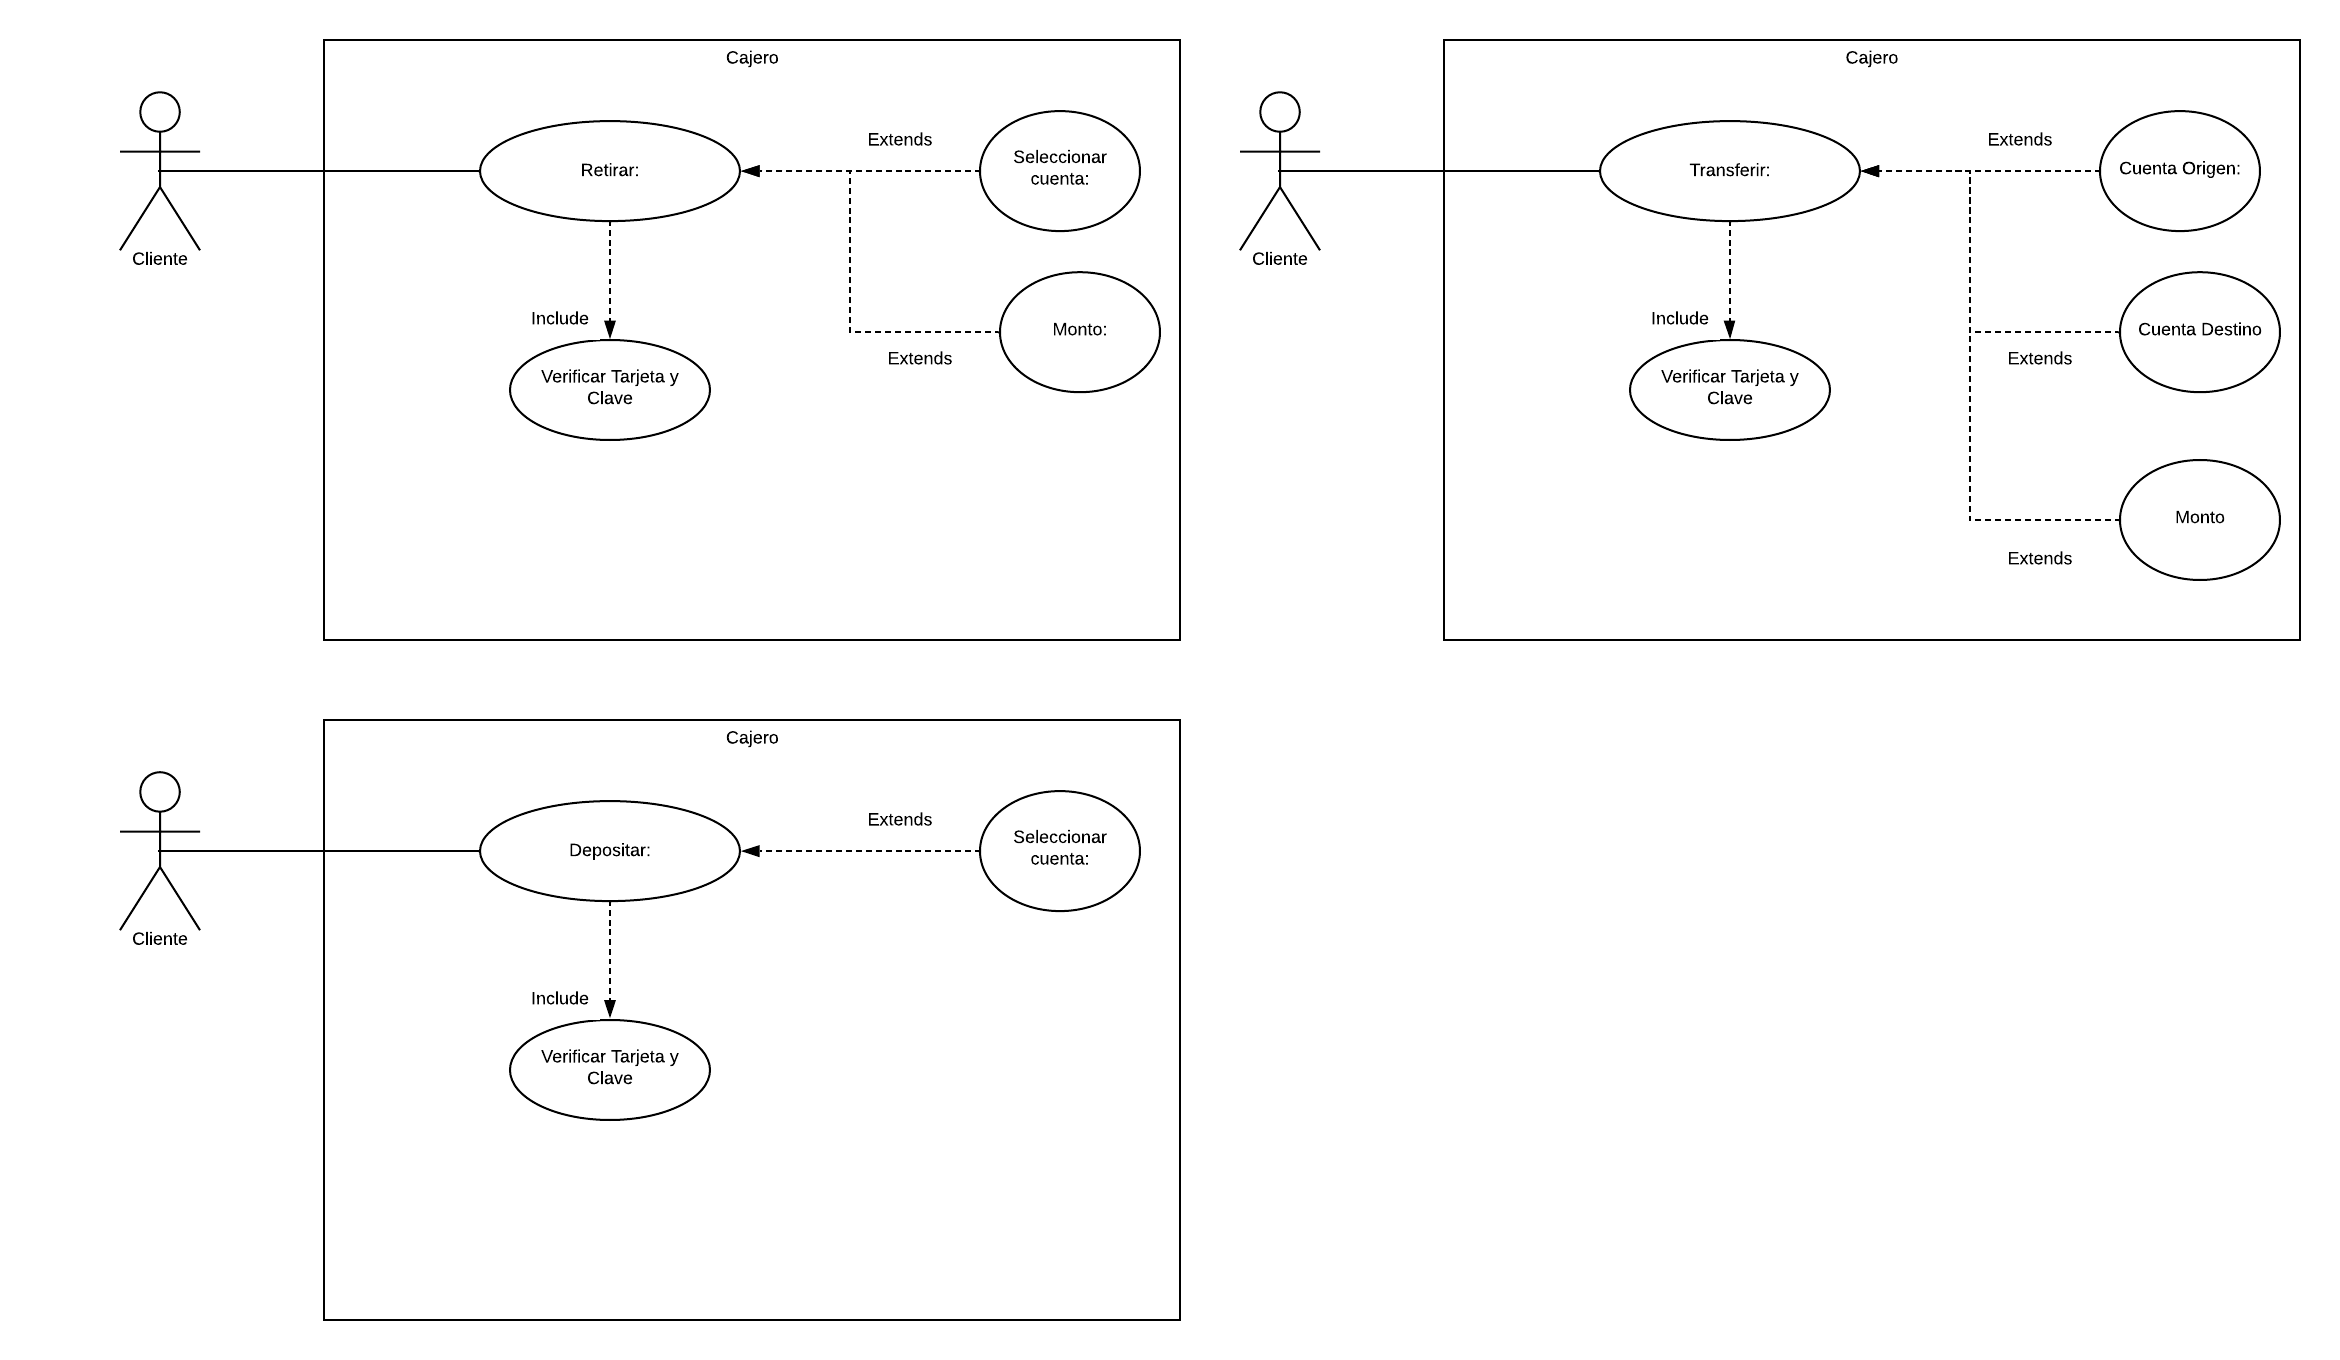 Cajero
Retirar:
Extends
Seleccionar
cuenta:
Cliente
Include
Monto:
Extends
Verificar Tarjeta y
Clave
Cajero
Transferir:
Extends
Cuenta Origen:
Cliente
Include
Cuenta Destino
Extends
Verificar Tarjeta y
Clave
Monto
Extends
Cajero
Depositar:
Extends
Seleccionar
cuenta:
Cliente
Include
Verificar Tarjeta y
Clave